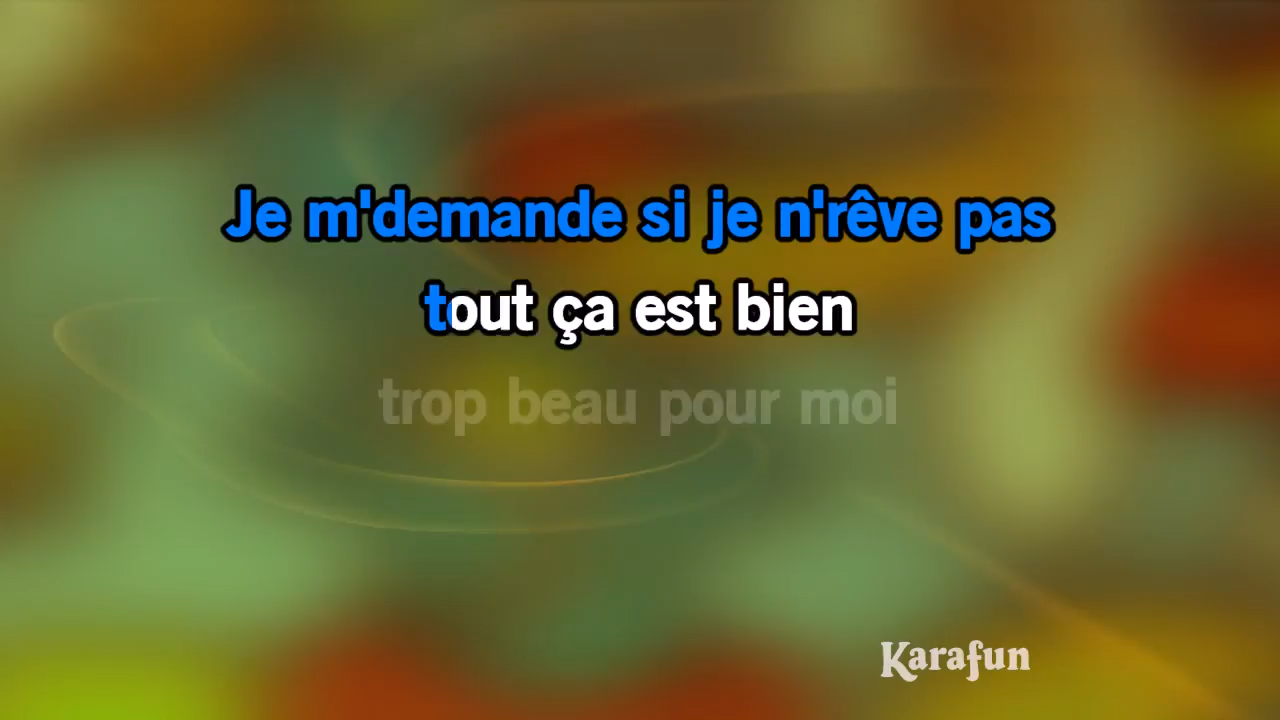 Je m'demande si je n'rêve pas
tout ça est bien
trop beau pour moi
Karafun